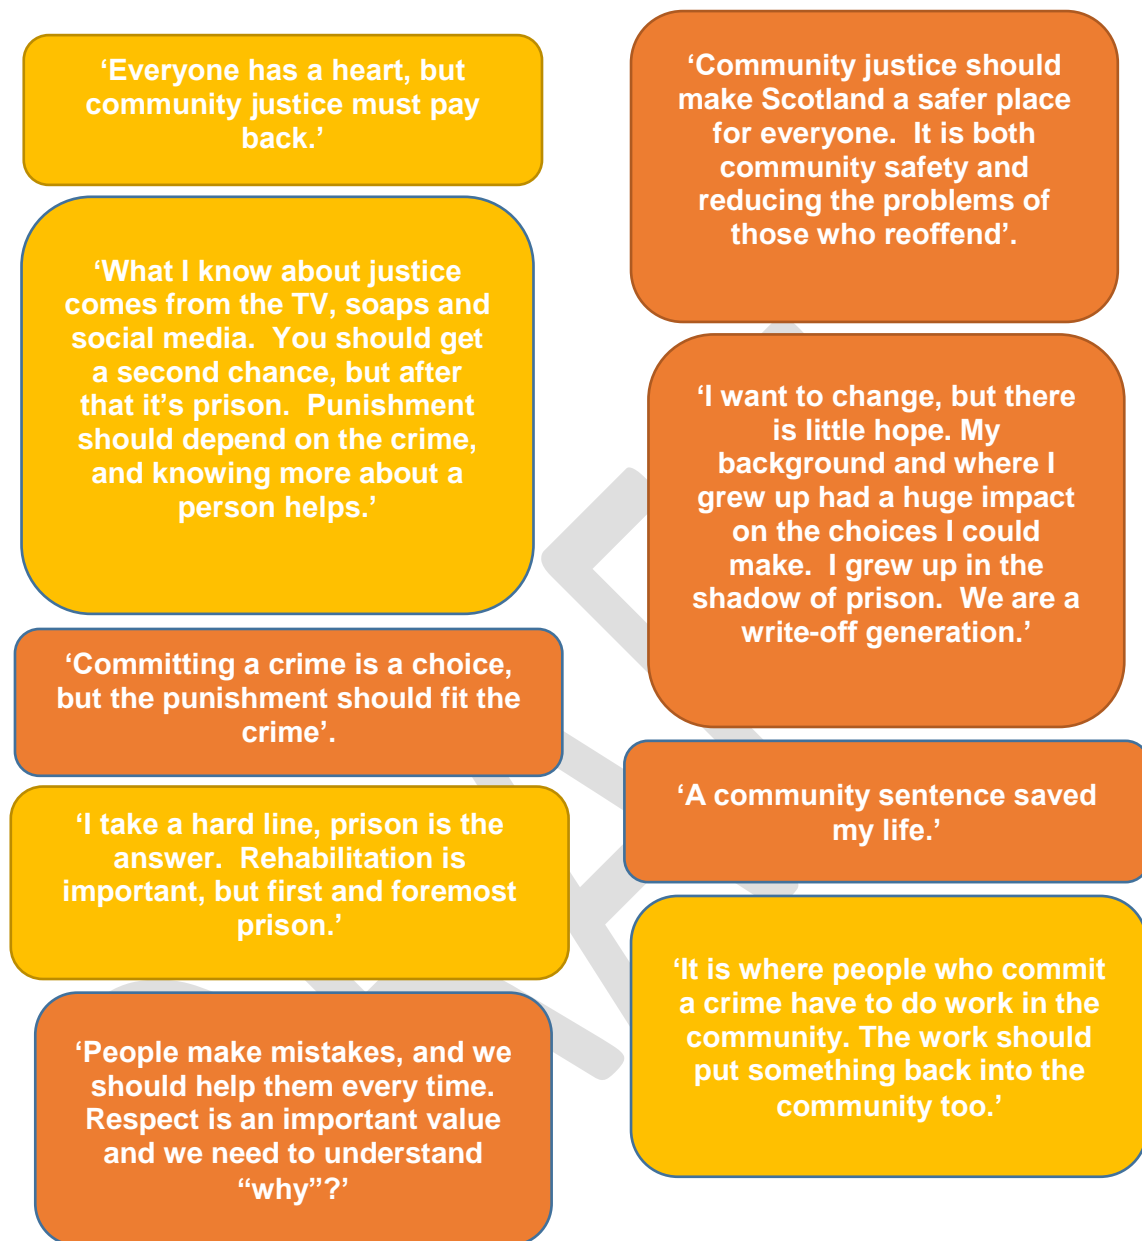 ‘Everyone has a heart, but
community justice must pay
back.’
‘What I know about justice
comes from the TV, soaps and
social media.  You should get
a second chance, but after
that it’s prison.  Punishment
should depend on the crime,
and knowing more about a
person helps.’
‘Committing a crime is a choice,
but the punishment should fit the
crime’.
‘I take a hard line, prison is the
answer.  Rehabilitation is
important, but first and foremost
prison.’
‘People make mistakes, and we
should help them every time.
Respect is an important value
and we need to understand
“why”?’
‘Community justice should
make Scotland a safer place
for everyone.  It is both
community safety and
reducing the problems of
those who reoffend’.
‘I want to change, but there
is little hope. My
background and where I
grew up had a huge impact
on the choices I could
make.  I grew up in the
shadow of prison.  We are a
write-off generation.’
‘A community sentence saved
my life.’
‘It is where people who commit
a crime have to do work in the
community. The work should
put something back into the
community too.’